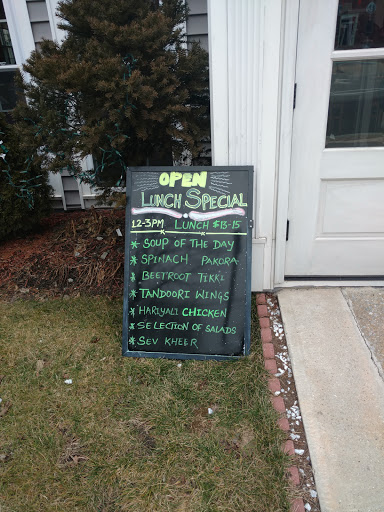 OPEN
LUNCH SPECIAL
12-3PM LUNCH $13-15
* SOUP OF THE DAY
* SPINACH PAKORA
* BEETROOT TIKKI
* TANDOORI WINGS
* HARIYALI CHICKEN
* SELECTION OF SALADS
* SEV KHEER